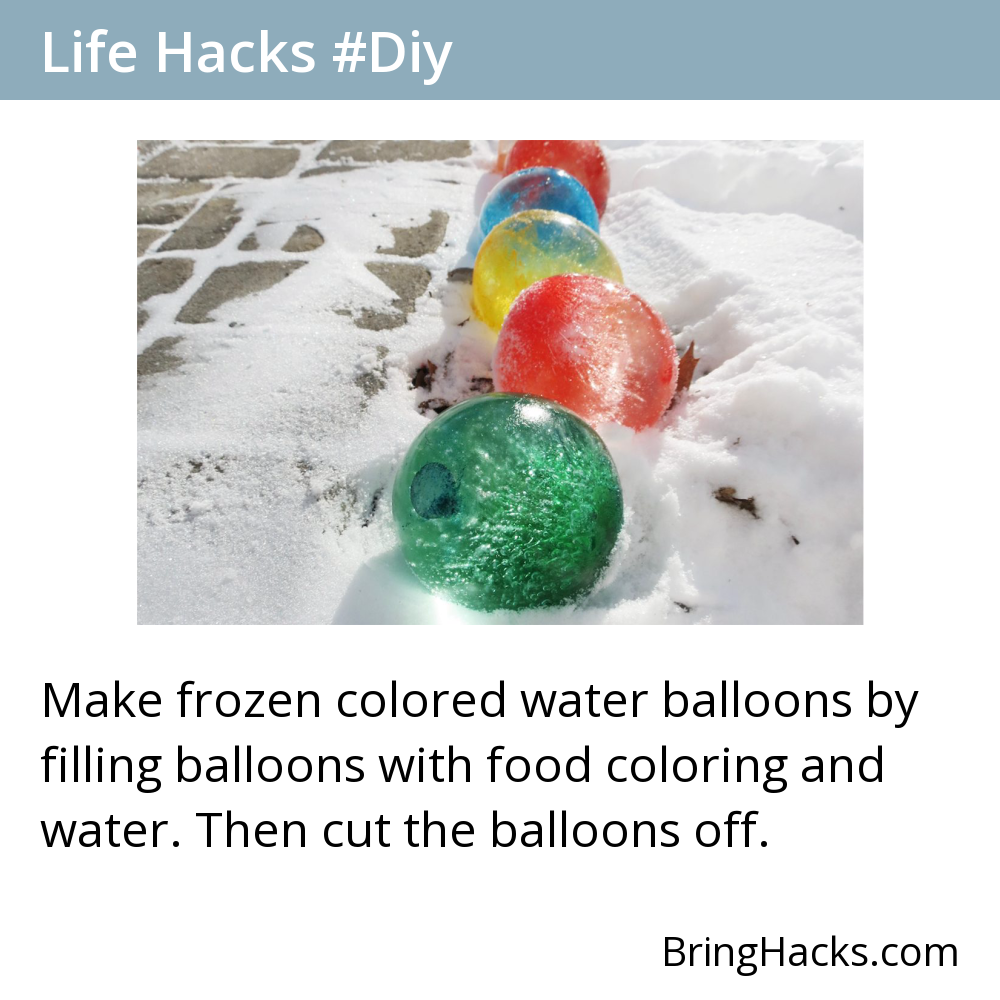 Life Hacks #Diy
Make frozen colored water balloons by
filling balloons with food coloring and
water. Then cut the balloons off.
BringHacks.com